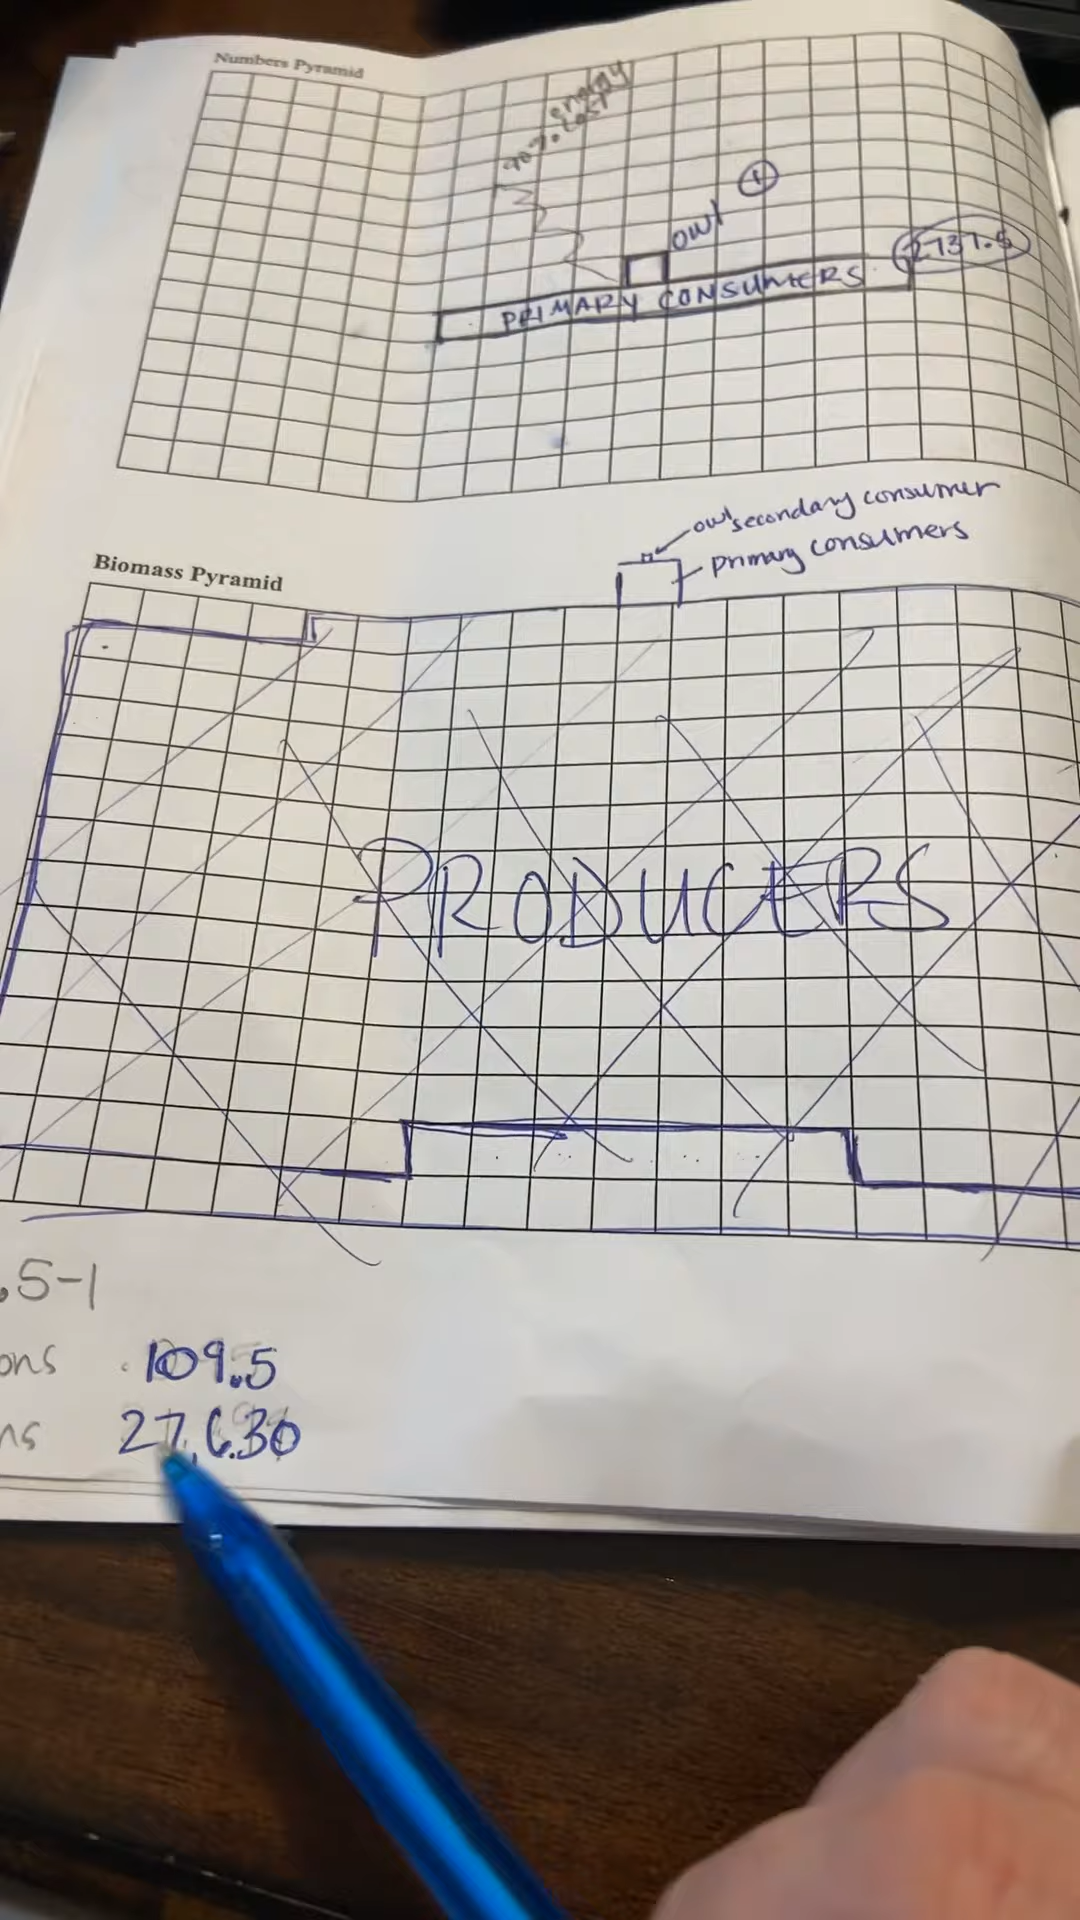 Numbers Pyramid
energy
90% Lost
owl 1
2737.5
PRIMARY CONSUMERS
owl secondary consumer
primary consumers
Biomass Pyramid
PRODUCERS
.5-1
ons 109.5
ns 27,630